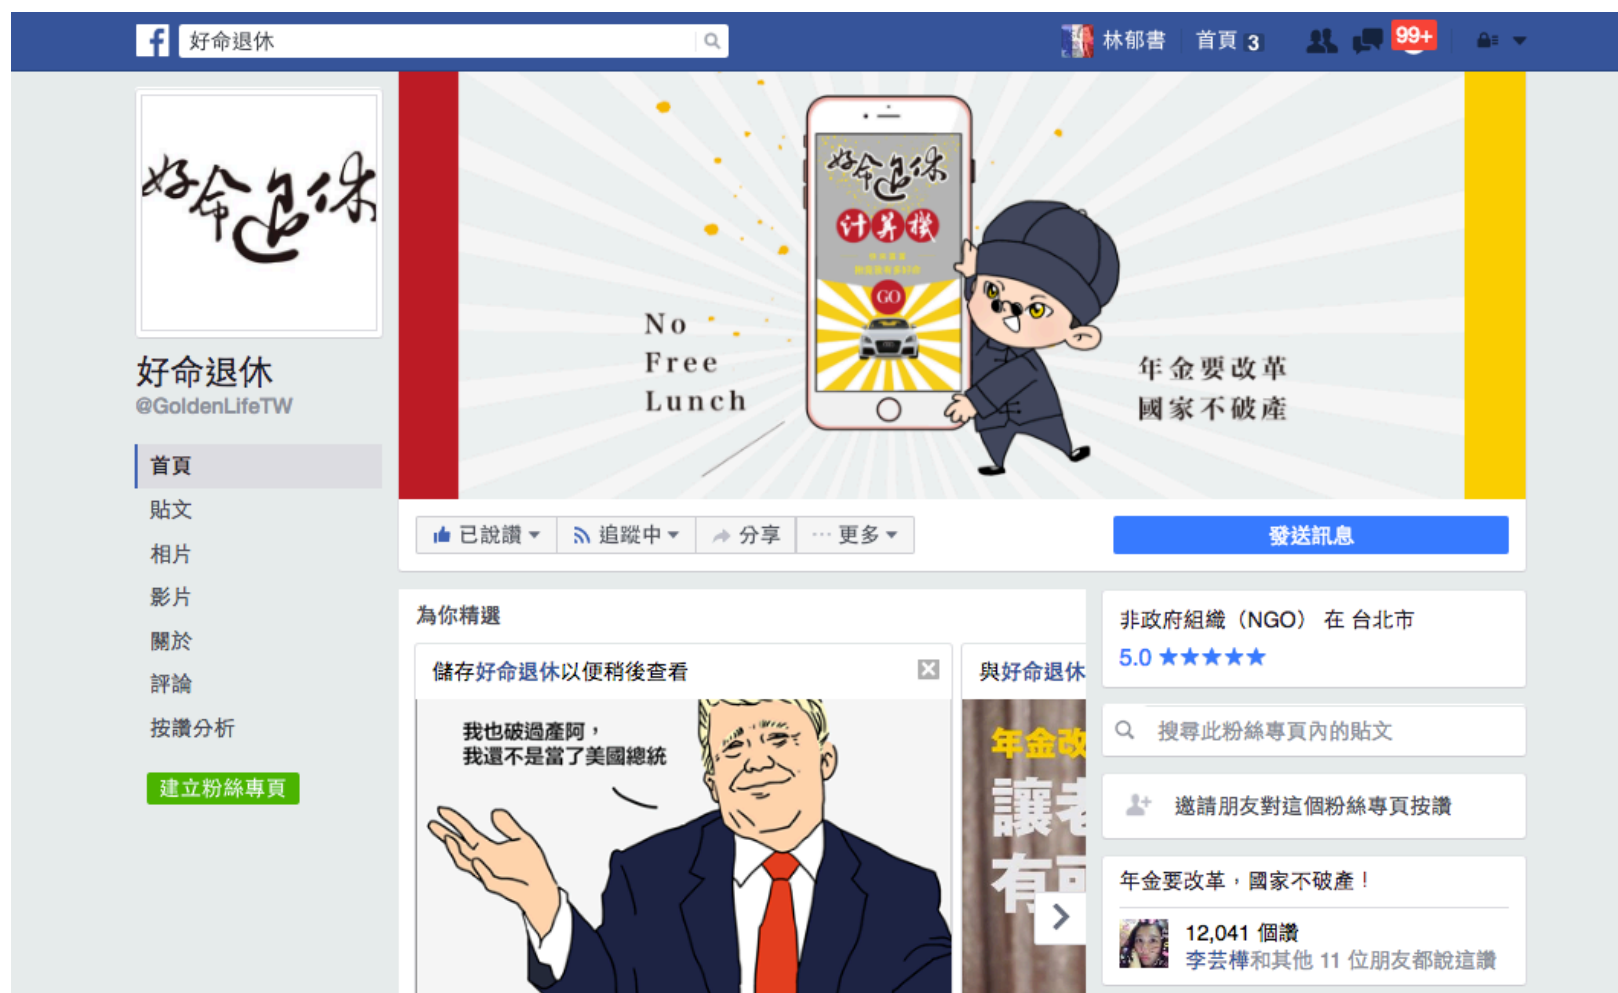 好命退休
林郁書
首頁 3
99+
好命退休
好命退休
@GoldenLifeTW
首頁
貼文
相片
影片
關於
評論
按讚分析
建立粉絲專頁
好命退休
计算機
GO
No
Free
Lunch
年金要改革
國家不破產
已說讚
追蹤中
分享
更多
發送訊息
為你精選
儲存好命退休以便稍後查看
我也破過產阿，
我還不是當了美國總統
與好命退休
年金改
讓老
有可
非政府組織（NGO） 在 台北市
5.0 ★★★★★
搜尋此粉絲專頁內的貼文
邀請朋友對這個粉絲專頁按讚
年金要改革，國家不破產！
12,041 個讚
李芸樺和其他 11 位朋友都說這讚